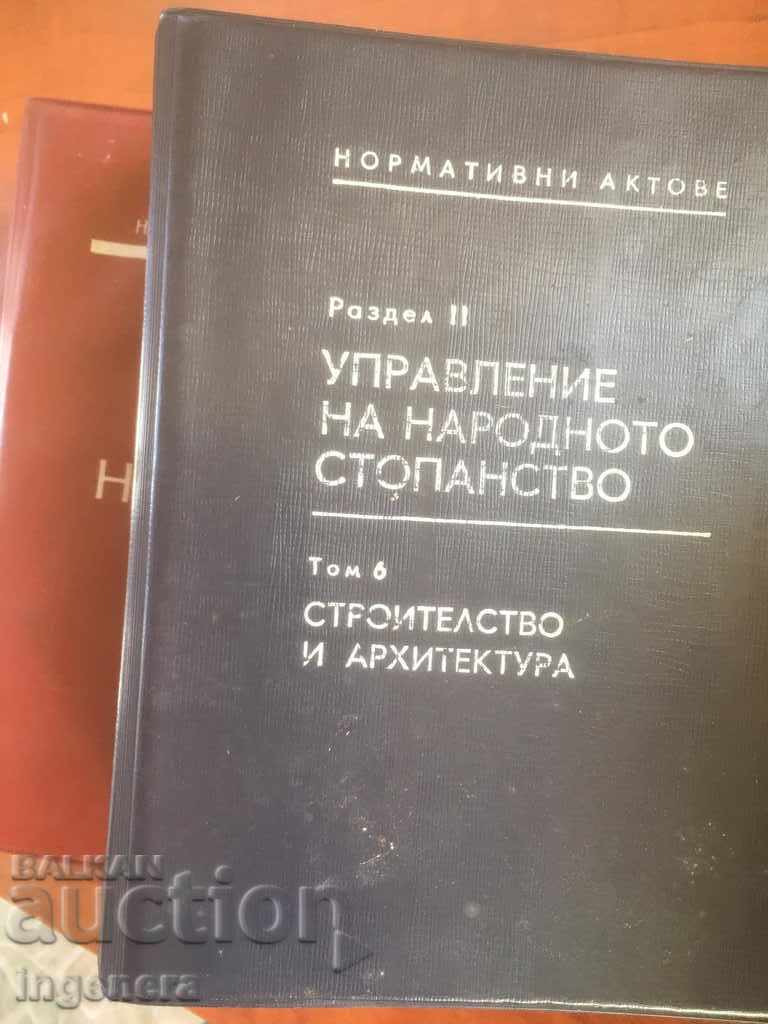 НОРМАТИВНИ АКТОВЕ
Раздел II
УПРАВЛЕНИЕ
НА НАРОДНОТО
СТОПАНСТВО
Том 6
СТРОИТЕЛСТВО
И АРХИТЕКТУРА
Н
Н
BALKAN
auction
ingenera